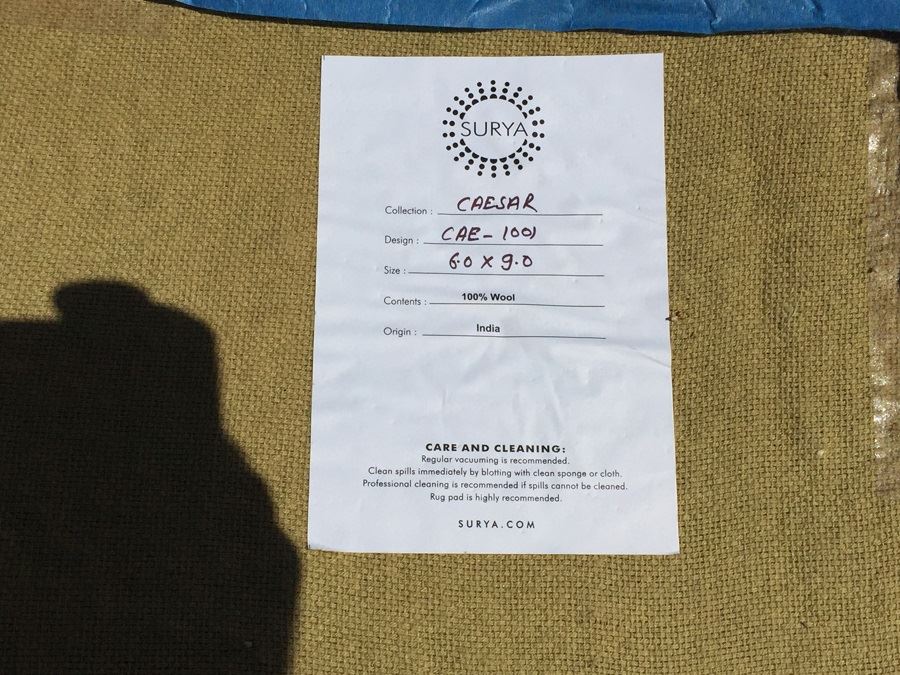 SURYA
Collection : CAESAR
Design : CAE - 1001
Size : 6.0 X 9.0
Contents : 100% Wool
Origin : India
CARE AND CLEANING:
Regular vacuuming is recommended.
Clean spills immediately by blotting with clean sponge or cloth.
Professional cleaning is recommended if spills cannot be cleaned.
Rug pad is highly recommended.
SURYA.COM